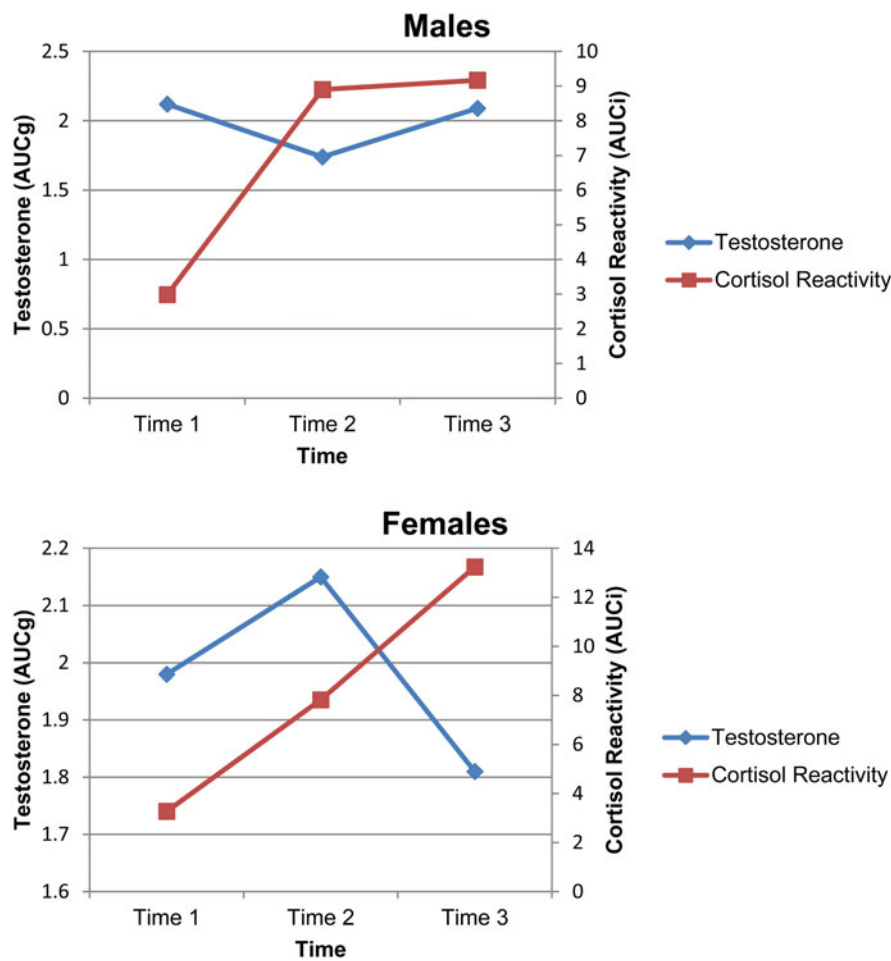 Males
Testosterone (AUCg)
2.5
2
1.5
1
0.5
0
10
9
8
7
6
5
4
3
2
1
0
Cortisol Reactivity (AUCi)
Time 1
Time 2
Time 3
Time
Testosterone
Cortisol Reactivity
Females
Testosterone (AUCg)
2.2
2.1
2
1.9
1.8
1.7
1.6
14
12
10
8
6
4
2
0
Cortisol Reactivity (AUCi)
Time 1
Time 2
Time 3
Time
Testosterone
Cortisol Reactivity